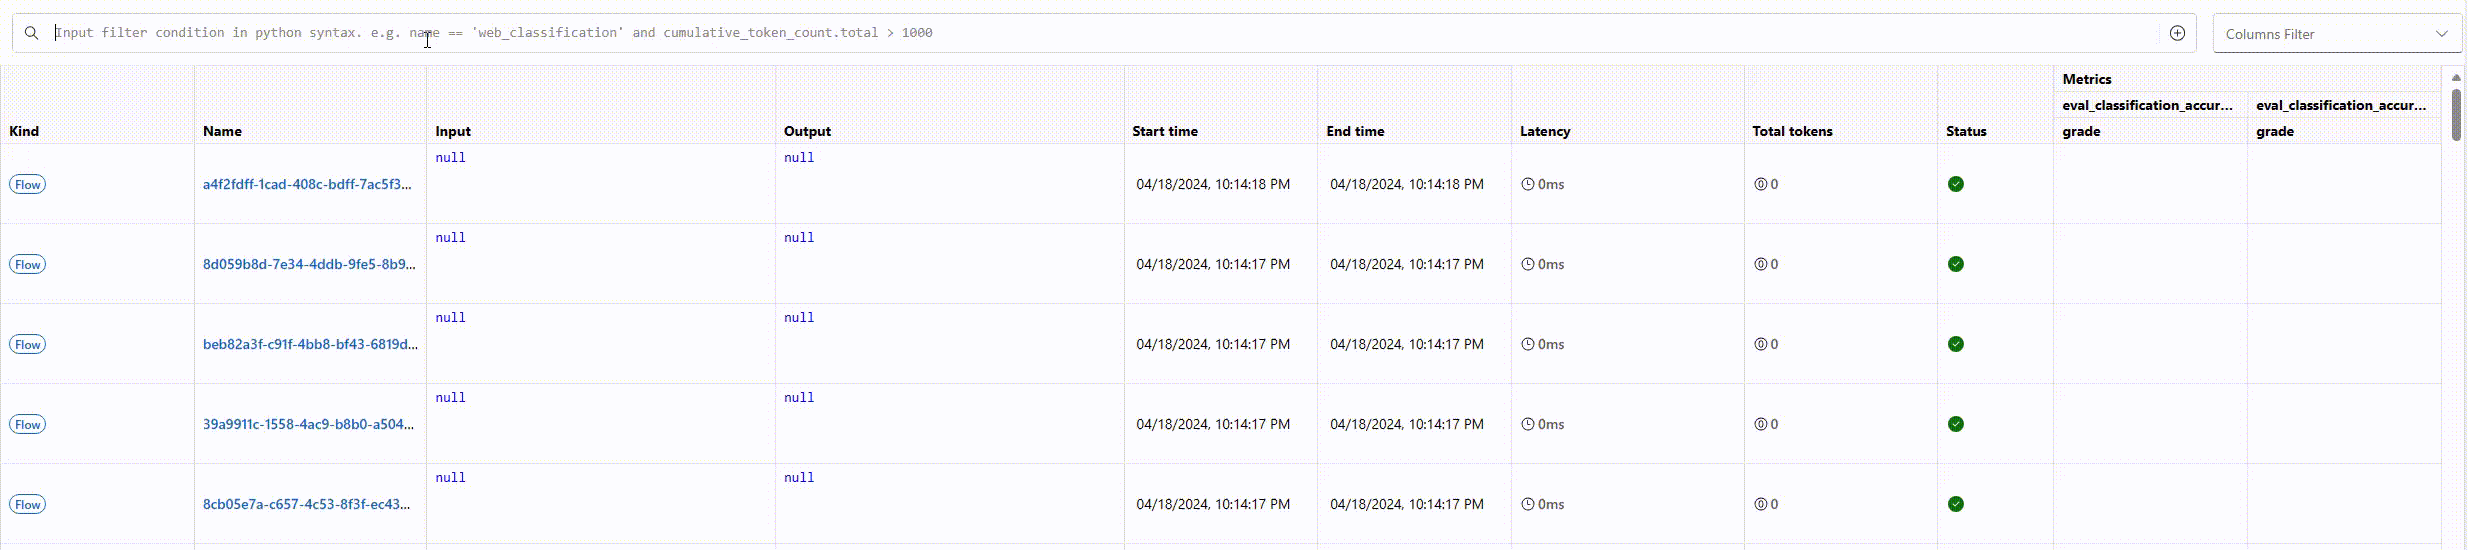 Input filter condition in python syntax. e.g. name == 'web_classification' and cumulative_token_count.total > 1000
Columns Filter
Metrics
eval_classification_accur... eval_classification_accur...
Kind Name Input Output Start time End time Latency Total tokens Status grade grade
null null
Flow a4f2fdff-1cad-408c-bdff-7ac5f3... 04/18/2024, 10:14:18 PM 04/18/2024, 10:14:18 PM 0ms 0
null null
Flow 8d059b8d-7e34-4ddb-9fe5-8b9... 04/18/2024, 10:14:17 PM 04/18/2024, 10:14:17 PM 0ms 0
null null
Flow beb82a3f-c91f-4bb8-bf43-6819d... 04/18/2024, 10:14:17 PM 04/18/2024, 10:14:17 PM 0ms 0
null null
Flow 39a9911c-1558-4ac9-b8b0-a504... 04/18/2024, 10:14:17 PM 04/18/2024, 10:14:17 PM 0ms 0
null null
Flow 8cb05e7a-c657-4c53-8f3f-ec43... 04/18/2024, 10:14:17 PM 04/18/2024, 10:14:17 PM 0ms 0